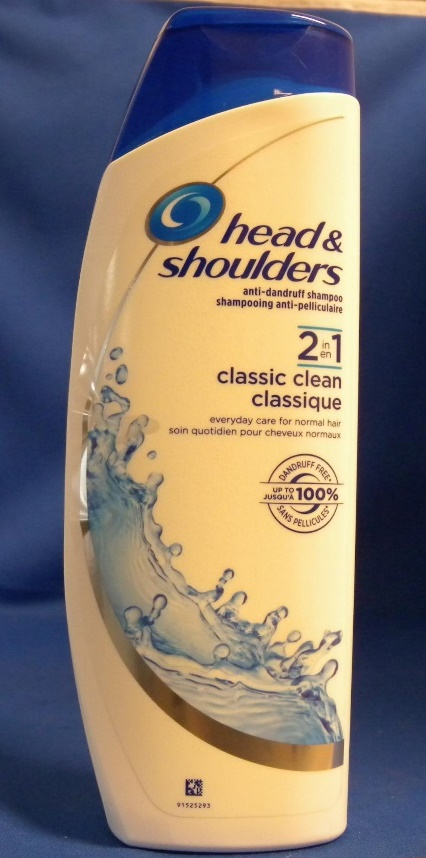 head &
shoulders
anti-dandruff shampoo
shampooing anti-pelliculaire
2 in en 1
classic clean
classique
everyday care for normal hair
soin quotidien pour cheveux normaux
DANDRUFF FREE*
UP TO
JUSQU'À 100%
SANS PELLICULES*
91525293